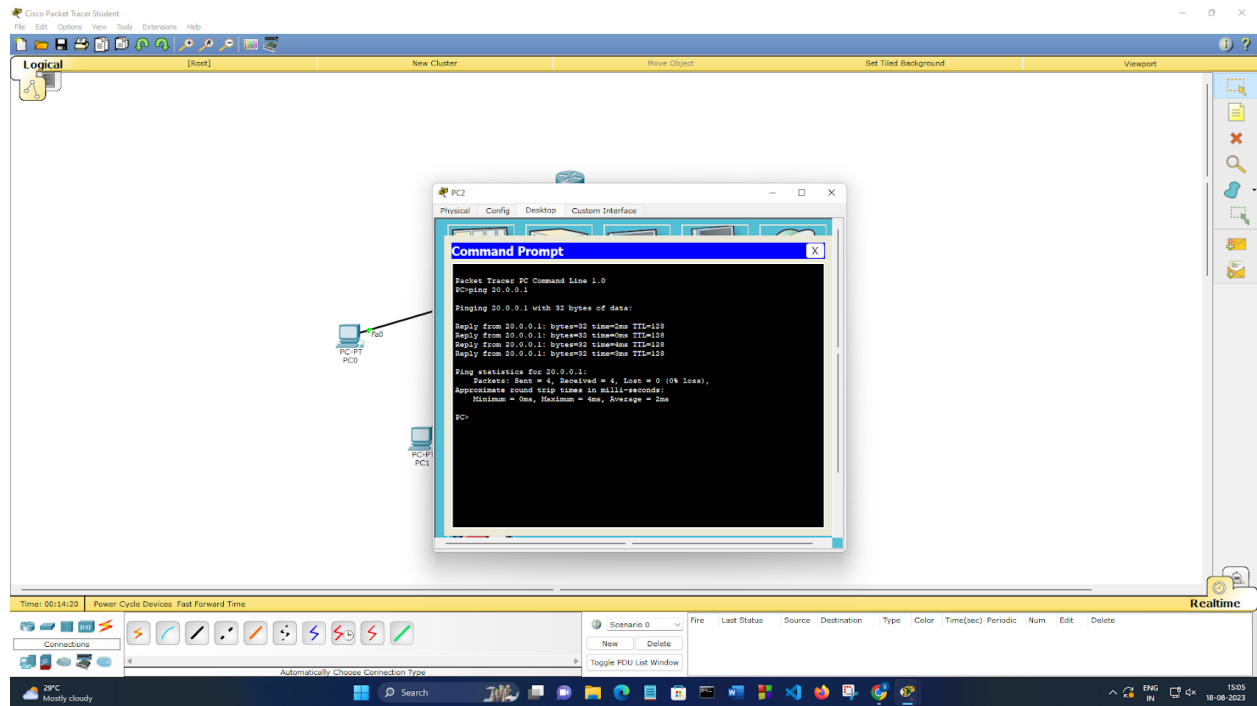 Cisco Packet Tracer Student
File Edit Options View Tools Extensions Help
Logical [Root] New Cluster Move Object Set Tiled Background Viewport
PC2
Physical Config Desktop Custom Interface
Command Prompt X
Packet Tracer PC Command Line 1.0
PC>ping 20.0.0.1
Pinging 20.0.0.1 with 32 bytes of data:
Reply from 20.0.0.1: bytes=32 time=2ms TTL=128
Reply from 20.0.0.1: bytes=32 time=0ms TTL=128
Reply from 20.0.0.1: bytes=32 time=4ms TTL=128
Reply from 20.0.0.1: bytes=32 time=3ms TTL=128
Ping statistics for 20.0.0.1:
Packets: Sent = 4, Received = 4, Lost = 0 (0% loss),
Approximate round trip times in milli-seconds:
Minimum = 0ms, Maximum = 4ms, Average = 2ms
PC>
Fa0
PC-PT
PC0
PC-PT
PC1
Time: 00:14:20 Power Cycle Devices Fast Forward Time Realtime
Scenario 0
New Delete
Toggle PDU List Window
Fire Last Status Source Destination Type Color Time(sec) Periodic Num Edit Delete
Connections
Automatically Choose Connection Type
29°C
Mostly cloudy
Search
ENG
IN
15:05
18-08-2023